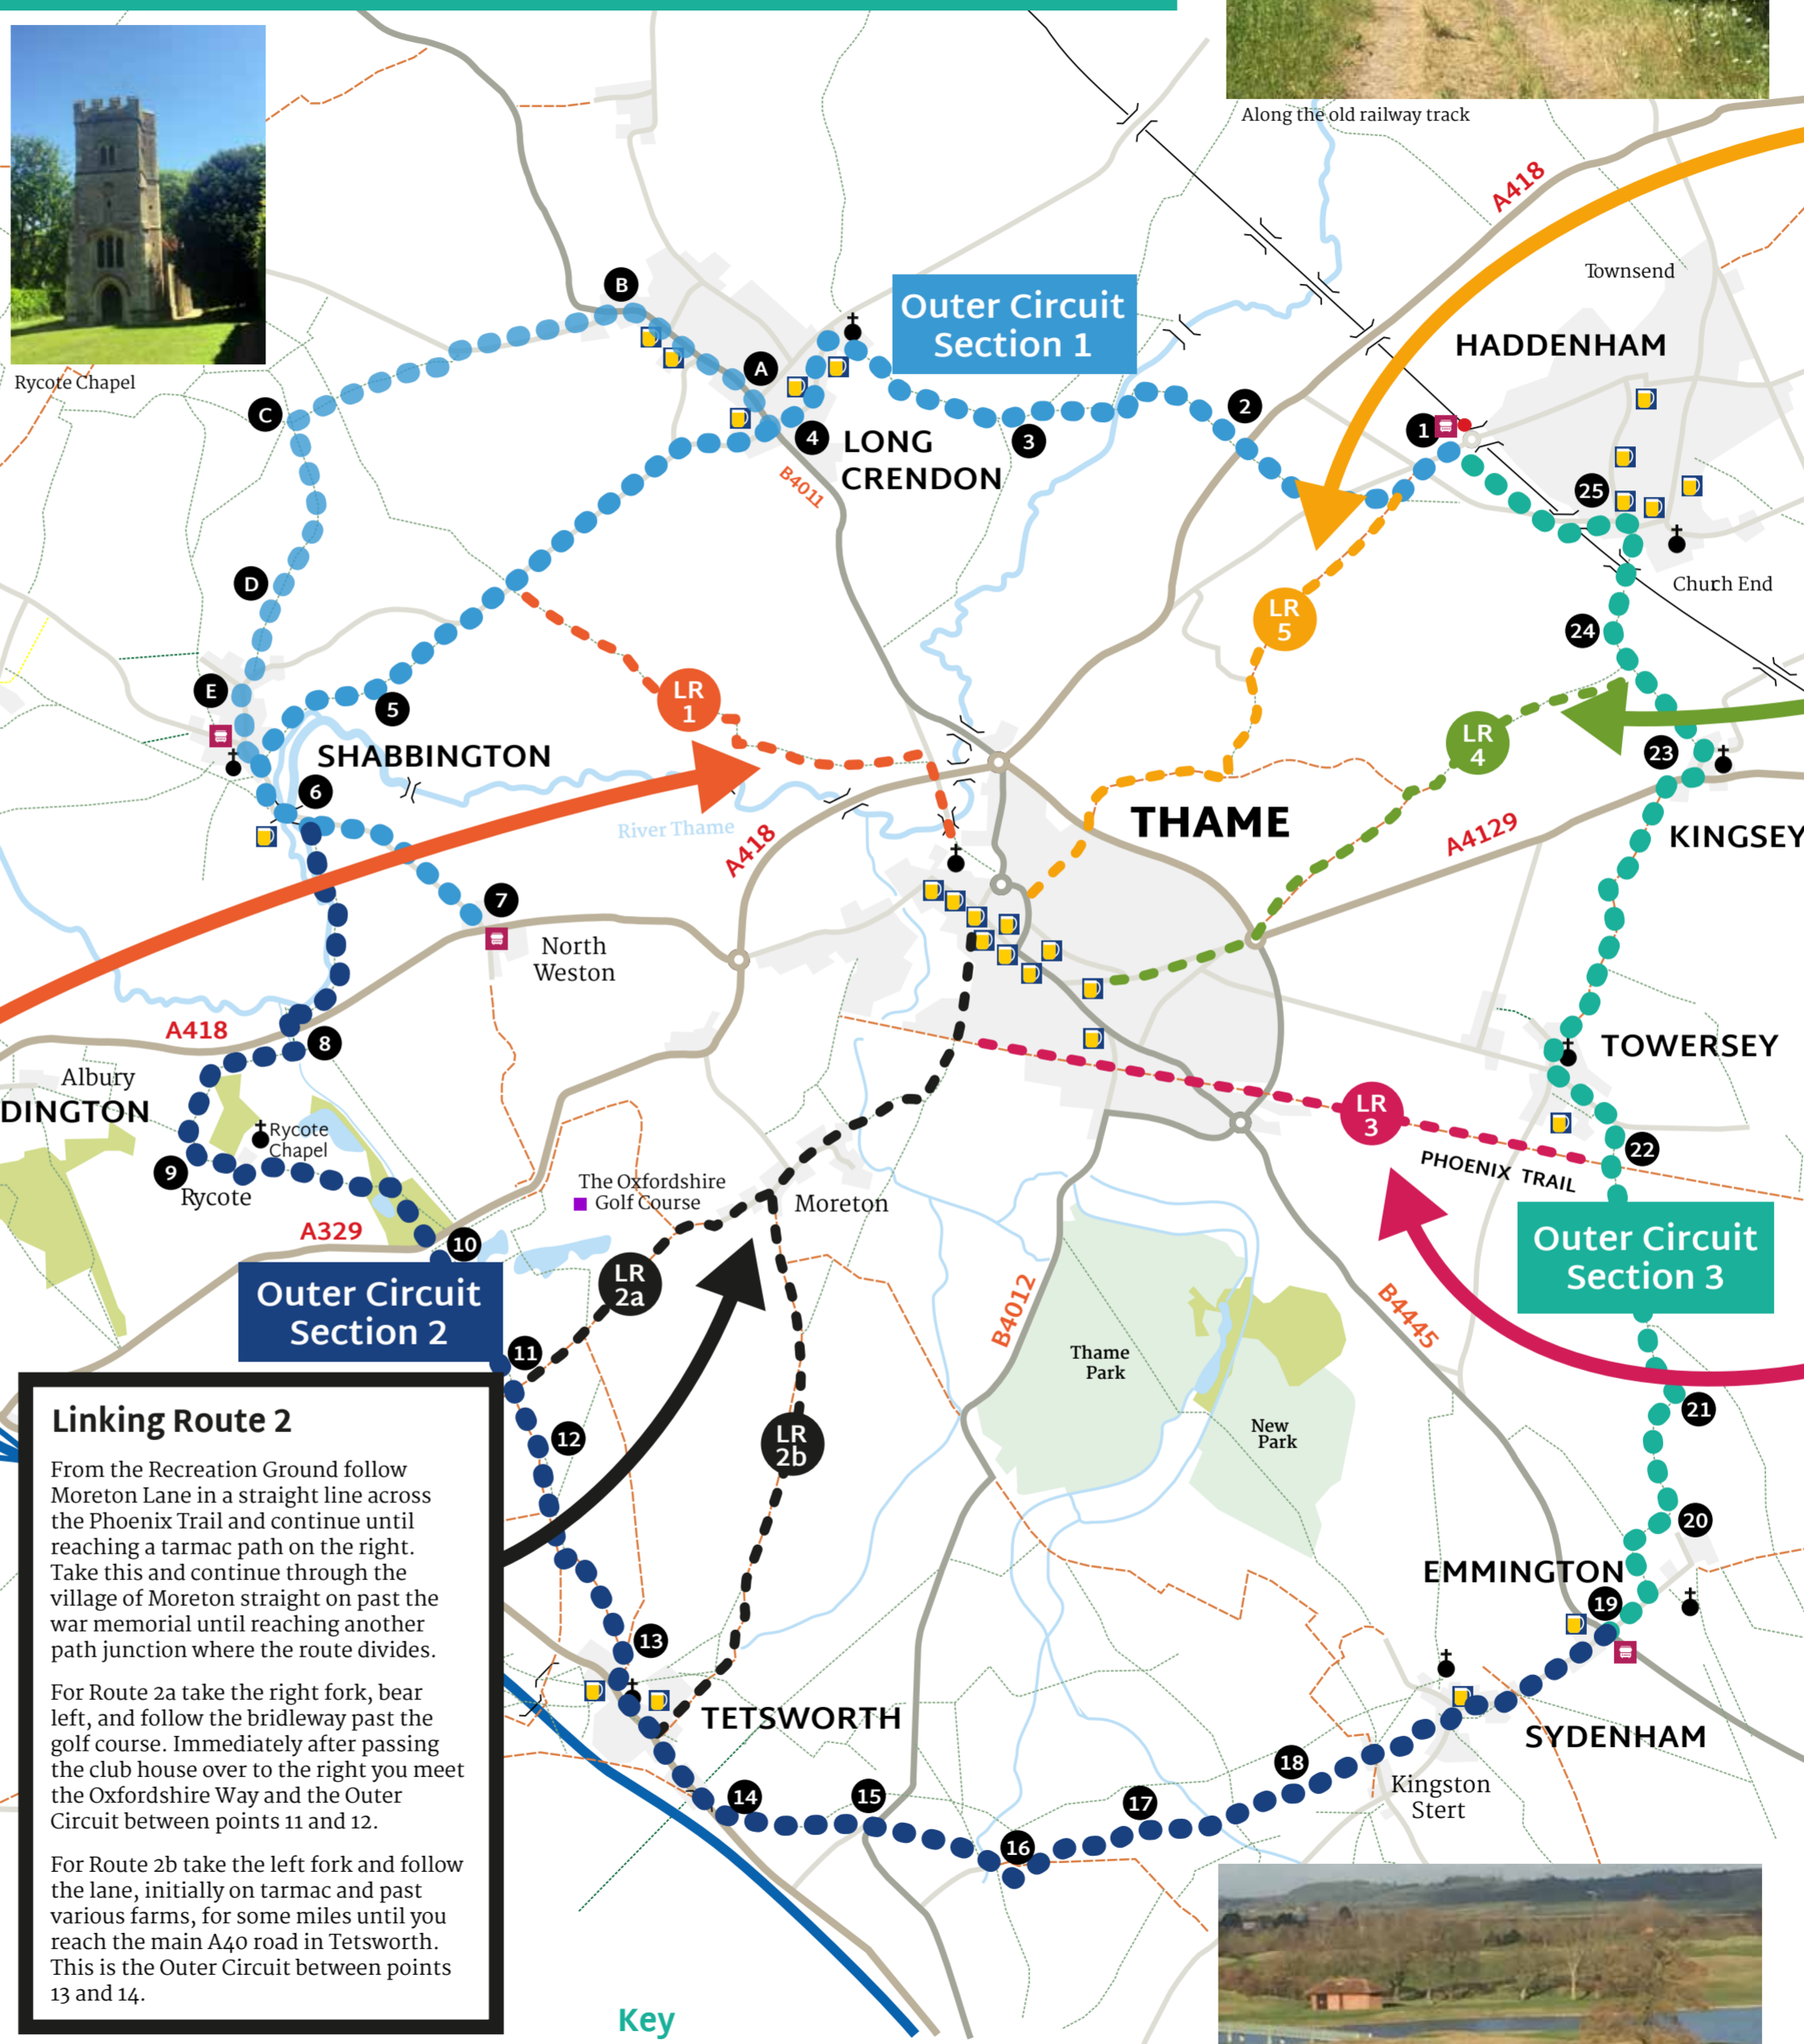 Along the old railway track
Rycote Chapel
A418
Townsend
HADDENHAM
Outer Circuit
Section 1
B
A
C
1
2
3
4
LONG
CRENDON
B4011
25
Church End
24
D
LR
5
E
5
LR
1
LR
4
23
SHABBINGTON
6
River Thame
A418
THAME
A4129
KINGSEY
7
North
Weston
A418
8
Albury
DINGTON
TOWERSEY
Rycote
Chapel
9
Rycote
LR
3
PHOENIX TRAIL
22
The Oxfordshire
Golf Course
Moreton
A329
10
Outer Circuit
Section 3
Outer Circuit
Section 2
LR
2a
B4012
B4445
11
Thame
Park
New
Park
21
12
LR
2b
20
EMMINGTON
19
13
TETSWORTH
SYDENHAM
18
Kingston
Stert
14
15
17
16
Linking Route 2
From the Recreation Ground follow
Moreton Lane in a straight line across
the Phoenix Trail and continue until
reaching a tarmac path on the right.
Take this and continue through the
village of Moreton straight on past the
war memorial until reaching another
path junction where the route divides.
For Route 2a take the right fork, bear
left, and follow the bridleway past the
golf course. Immediately after passing
the club house over to the right you meet
the Oxfordshire Way and the Outer
Circuit between points 11 and 12.
For Route 2b take the left fork and follow
the lane, initially on tarmac and past
various farms, for some miles until you
reach the main A40 road in Tetsworth.
This is the Outer Circuit between points
13 and 14.
Key